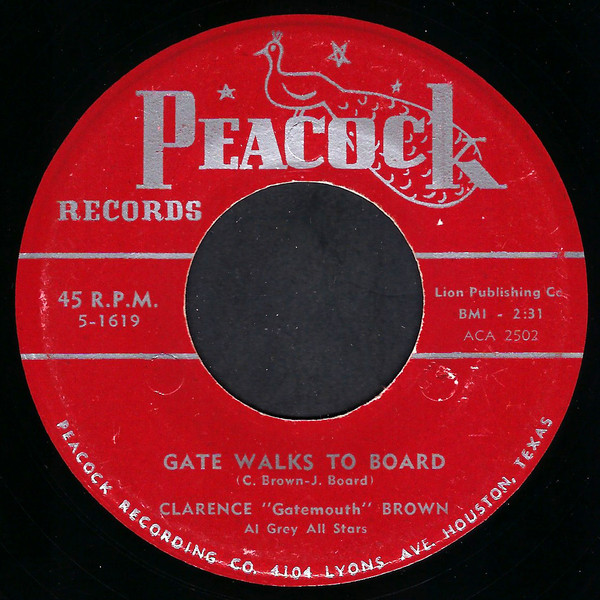 PEACOCK
RECORDS
45 R.P.M.
5-1619
Lion Publishing Co.
BMI - 2:31
ACA 2502
GATE WALKS TO BOARD
(C. Brown-J. Board)
CLARENCE "Gatemouth" BROWN
Al Grey All Stars
PEACOCK RECORDING CO. 4104 LYONS AVE. HOUSTON, TEXAS